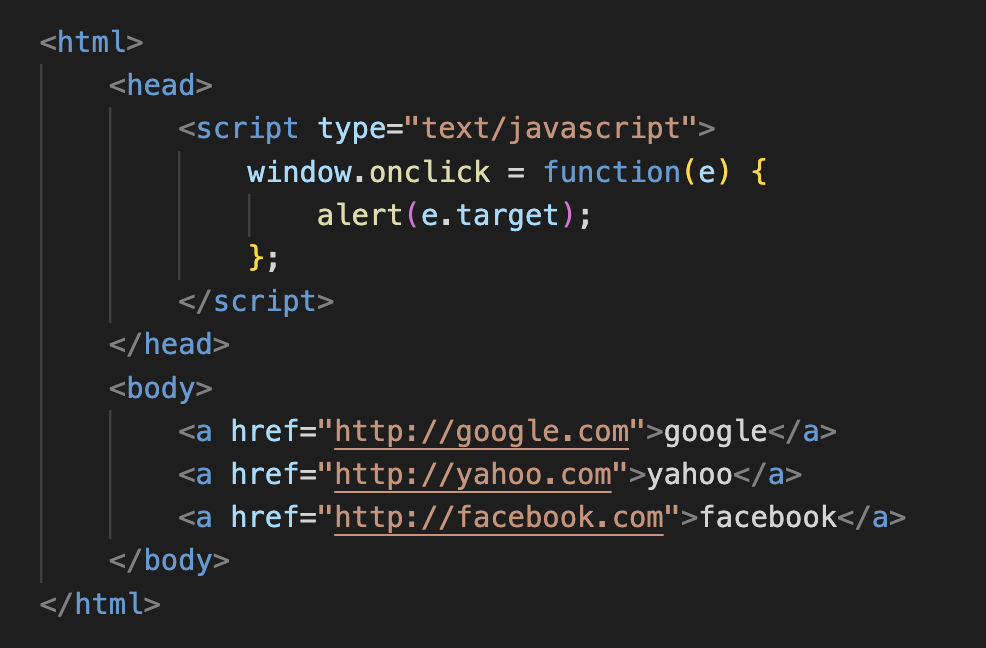 <html>
<head>
<script type="text/javascript">
window.onclick = function(e) {
alert(e.target);
};
</script>
</head>
<body>
<a href="http://google.com">google</a>
<a href="http://yahoo.com">yahoo</a>
<a href="http://facebook.com">facebook</a>
</body>
</html>